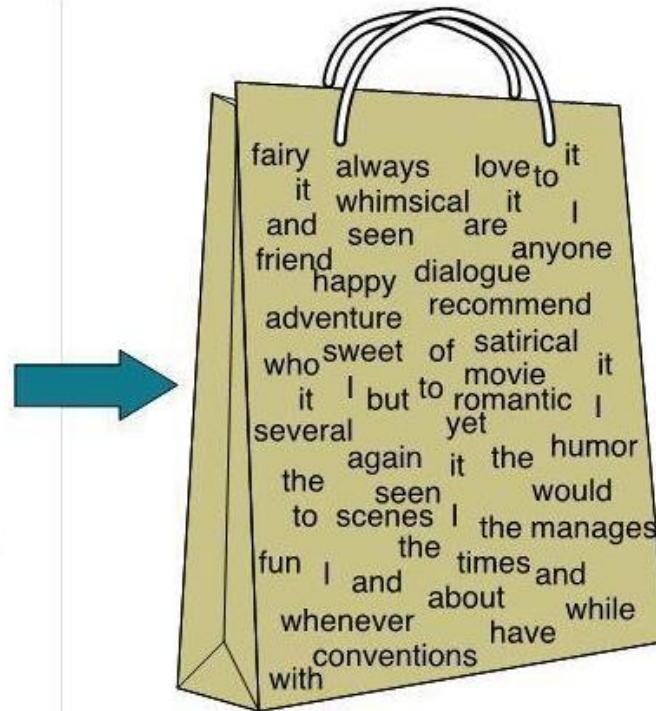 fairy always love to it
it whimsical it I
and seen are anyone
friend happy dialogue
adventure recommend
who sweet of satirical it
it I but to movie romantic I
several yet
again it the humor
the seen would
to scenes I the manages
fun I and the times and
whenever about while
have
with conventions